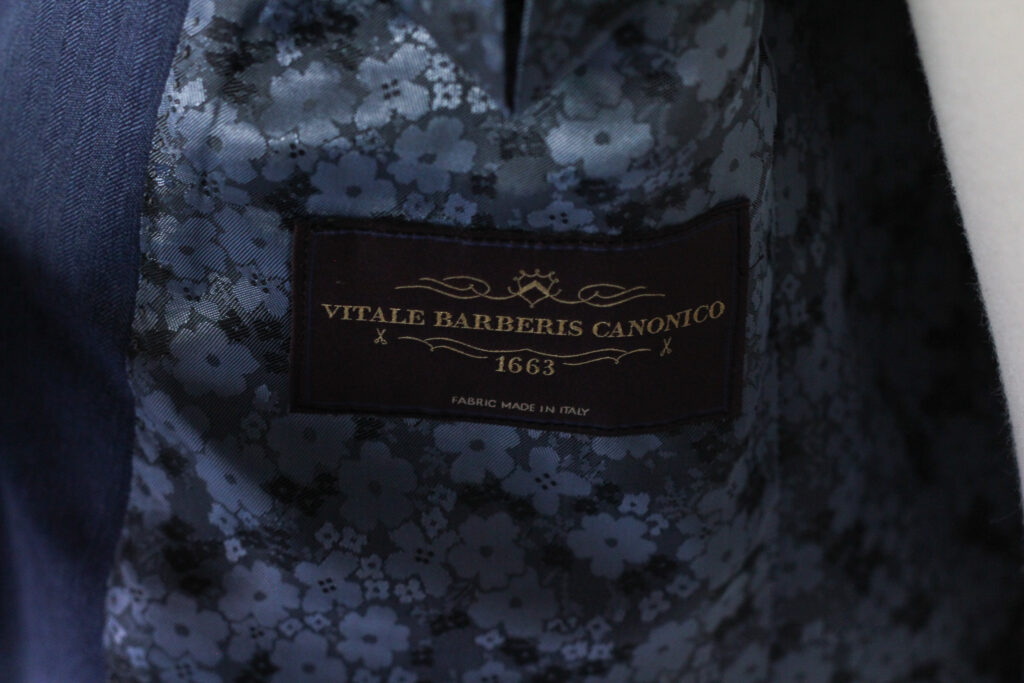 VITALE BARBERIS CANONICO
1663
FABRIC MADE IN ITALY